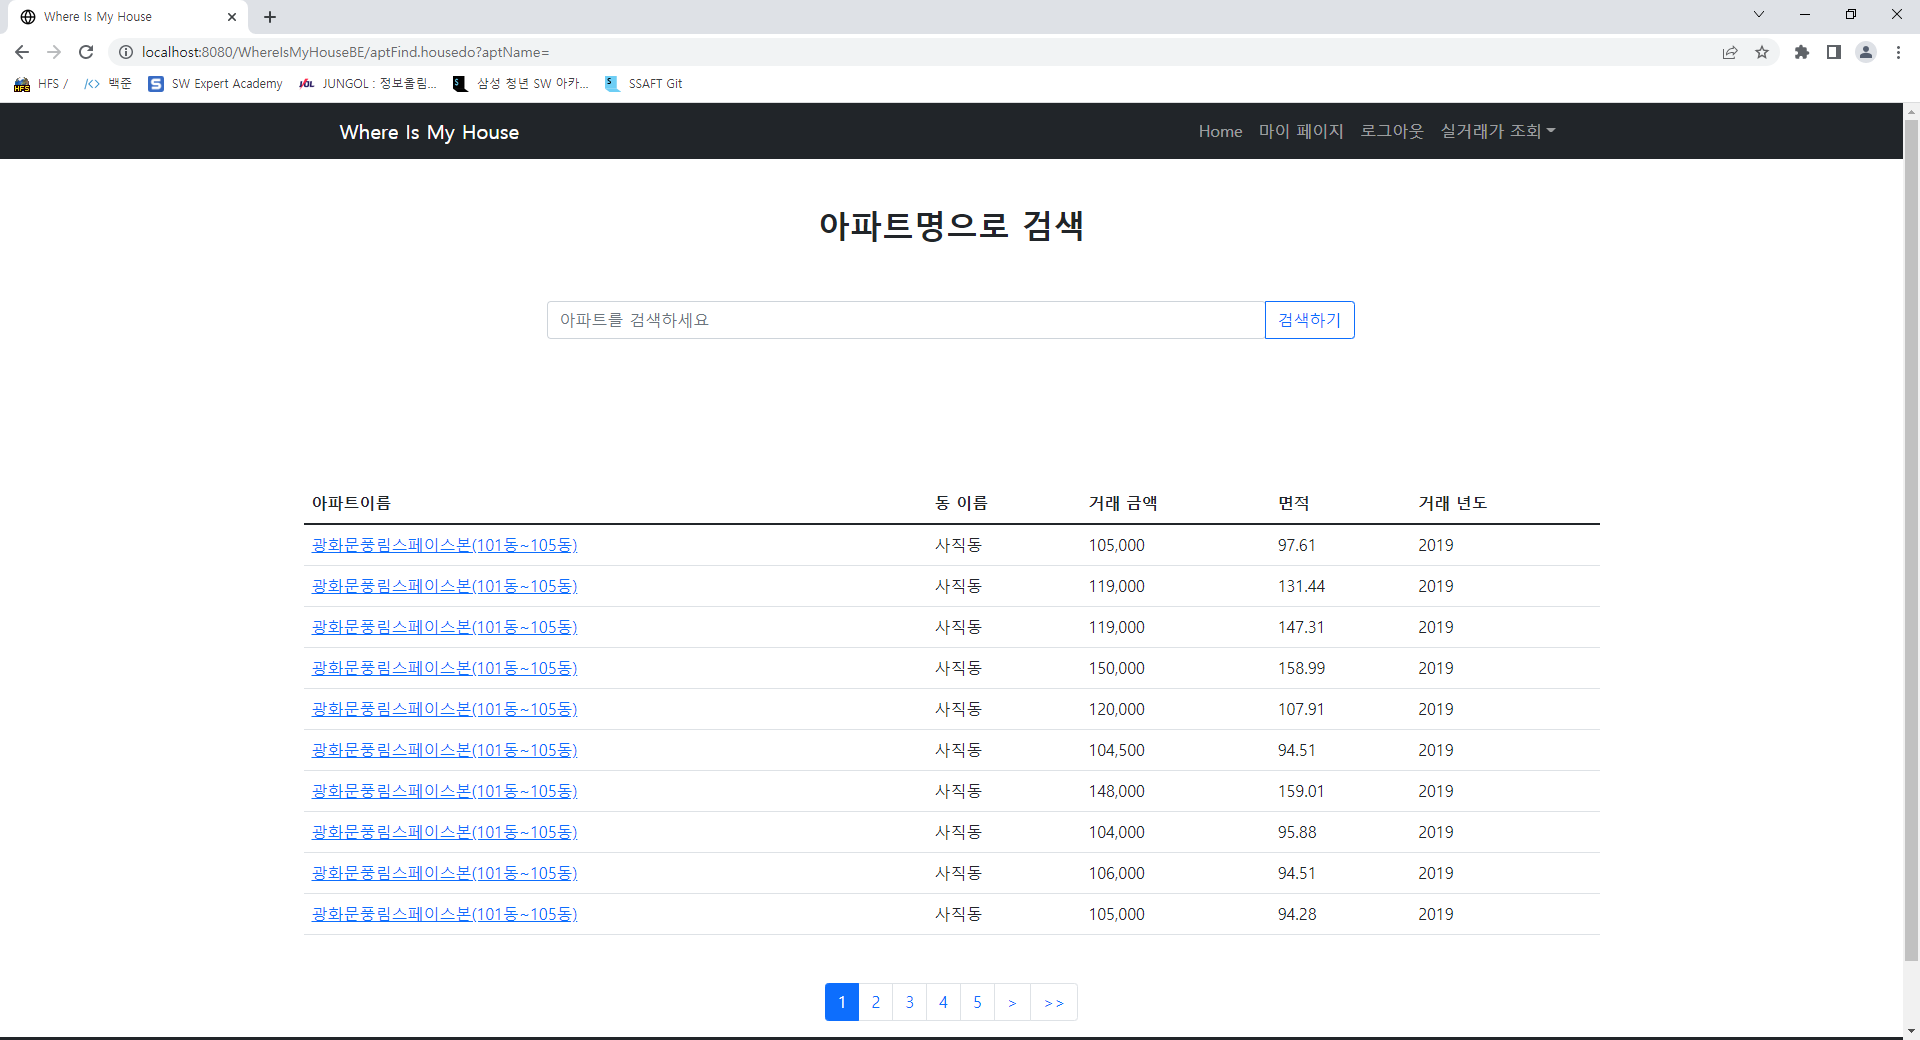 Where Is My House
localhost:8080/WhereIsMyHouseBE/aptFind.housedo?aptName=
HFS / 백준 SW Expert Academy JUNGOL : 정보올림... 삼성 청년 SW 아카... SSAFT Git
Where Is My House Home 마이 페이지 로그아웃 실거래가 조회
아파트명으로 검색
아파트를 검색하세요 검색하기
아파트이름 동 이름 거래 금액 면적 거래 년도
광화문풍림스페이스본(101동~105동) 사직동 105,000 97.61 2019
광화문풍림스페이스본(101동~105동) 사직동 119,000 131.44 2019
광화문풍림스페이스본(101동~105동) 사직동 119,000 147.31 2019
광화문풍림스페이스본(101동~105동) 사직동 150,000 158.99 2019
광화문풍림스페이스본(101동~105동) 사직동 120,000 107.91 2019
광화문풍림스페이스본(101동~105동) 사직동 104,500 94.51 2019
광화문풍림스페이스본(101동~105동) 사직동 148,000 159.01 2019
광화문풍림스페이스본(101동~105동) 사직동 104,000 95.88 2019
광화문풍림스페이스본(101동~105동) 사직동 106,000 94.51 2019
광화문풍림스페이스본(101동~105동) 사직동 105,000 94.28 2019
1 2 3 4 5 > >>